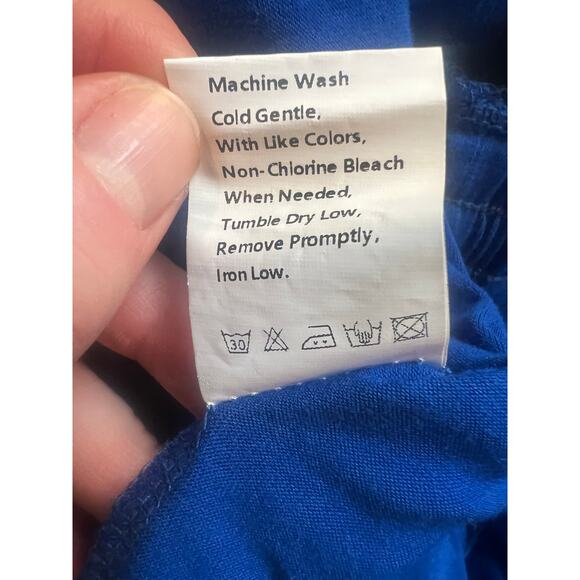 Machine Wash
Cold Gentle,
With Like Colors,
Non-Chlorine Bleach
When Needed,
Tumble Dry Low,
Remove Promptly,
Iron Low.
30